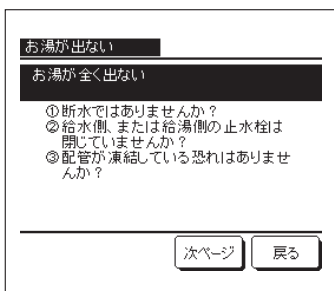 お湯が出ない
お湯が全く出ない
①断水ではありませんか？
②給水側、または給湯側の止水栓は
閉じていませんか？
③配管が凍結している恐れはありませ
んか？
次ページ 戻る